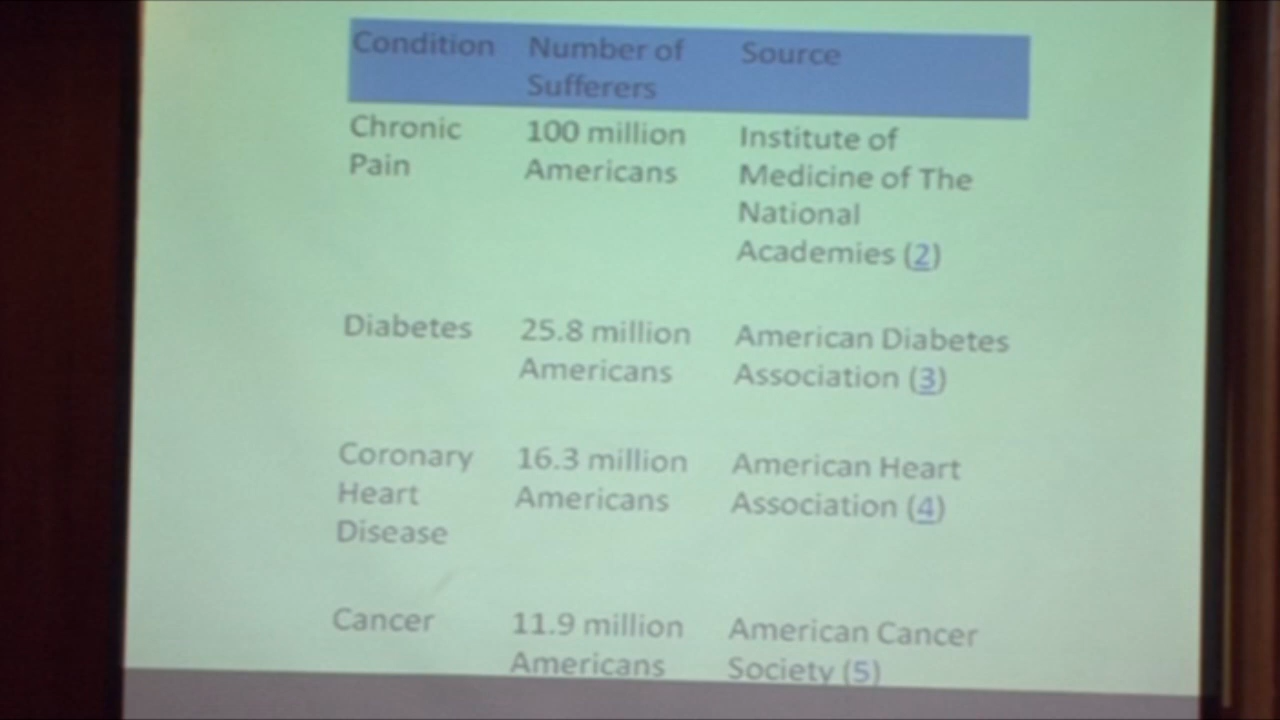 Condition Number of Source
Sufferers
Chronic 100 million Institute of
Pain Americans Medicine of The
National
Academies (2)
Diabetes 25.8 million American Diabetes
Americans Association (3)
Coronary 16.3 million American Heart
Heart Americans Association (4)
Disease
Cancer 11.9 million American Cancer
Americans Society (5)